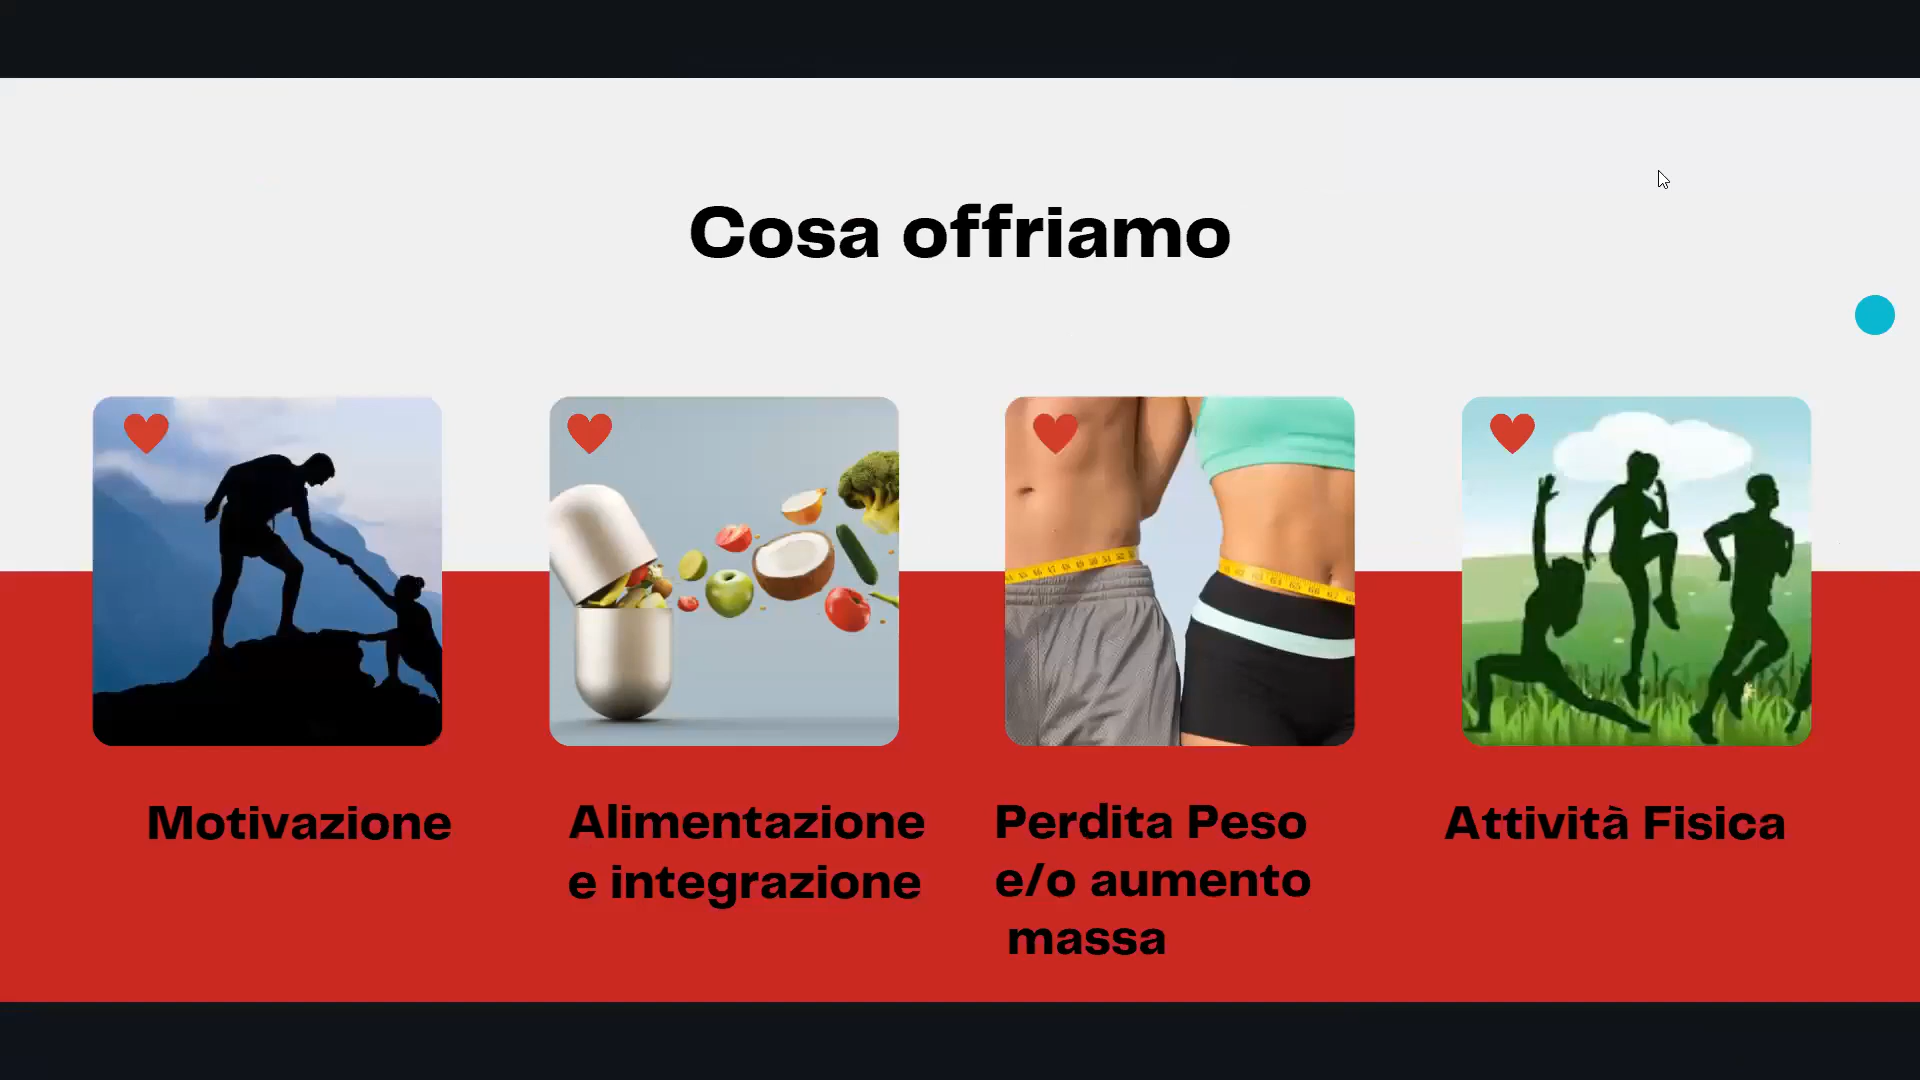 Cosa offriamo
Motivazione
Alimentazione
e integrazione
Perdita Peso
e/o aumento
massa
Attività Fisica